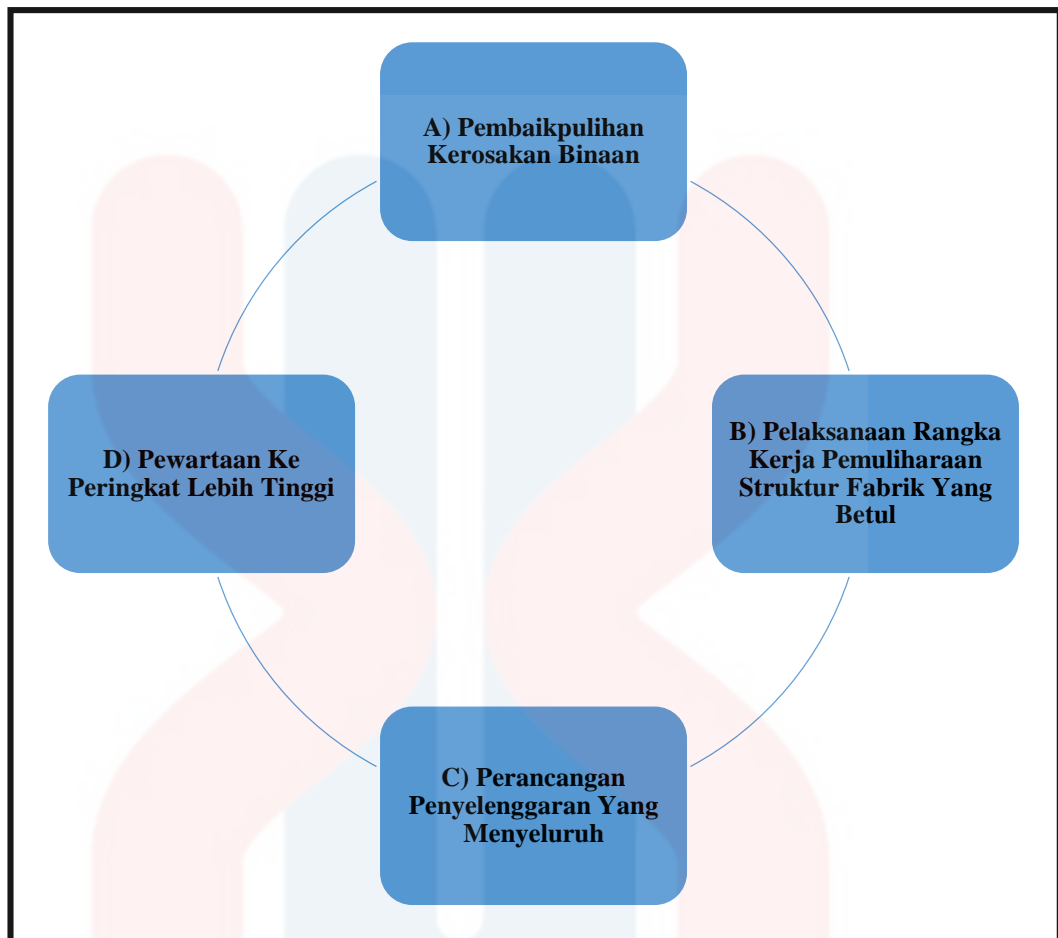 A) Pembaikpulihan
Kerosakan Binaan
B) Pelaksanaan Rangka
Kerja Pemuliharaan
Struktur Fabrik Yang
Betul
C) Perancangan
Penyelenggaran Yang
Menyeluruh
D) Pewartaan Ke
Peringkat Lebih Tinggi